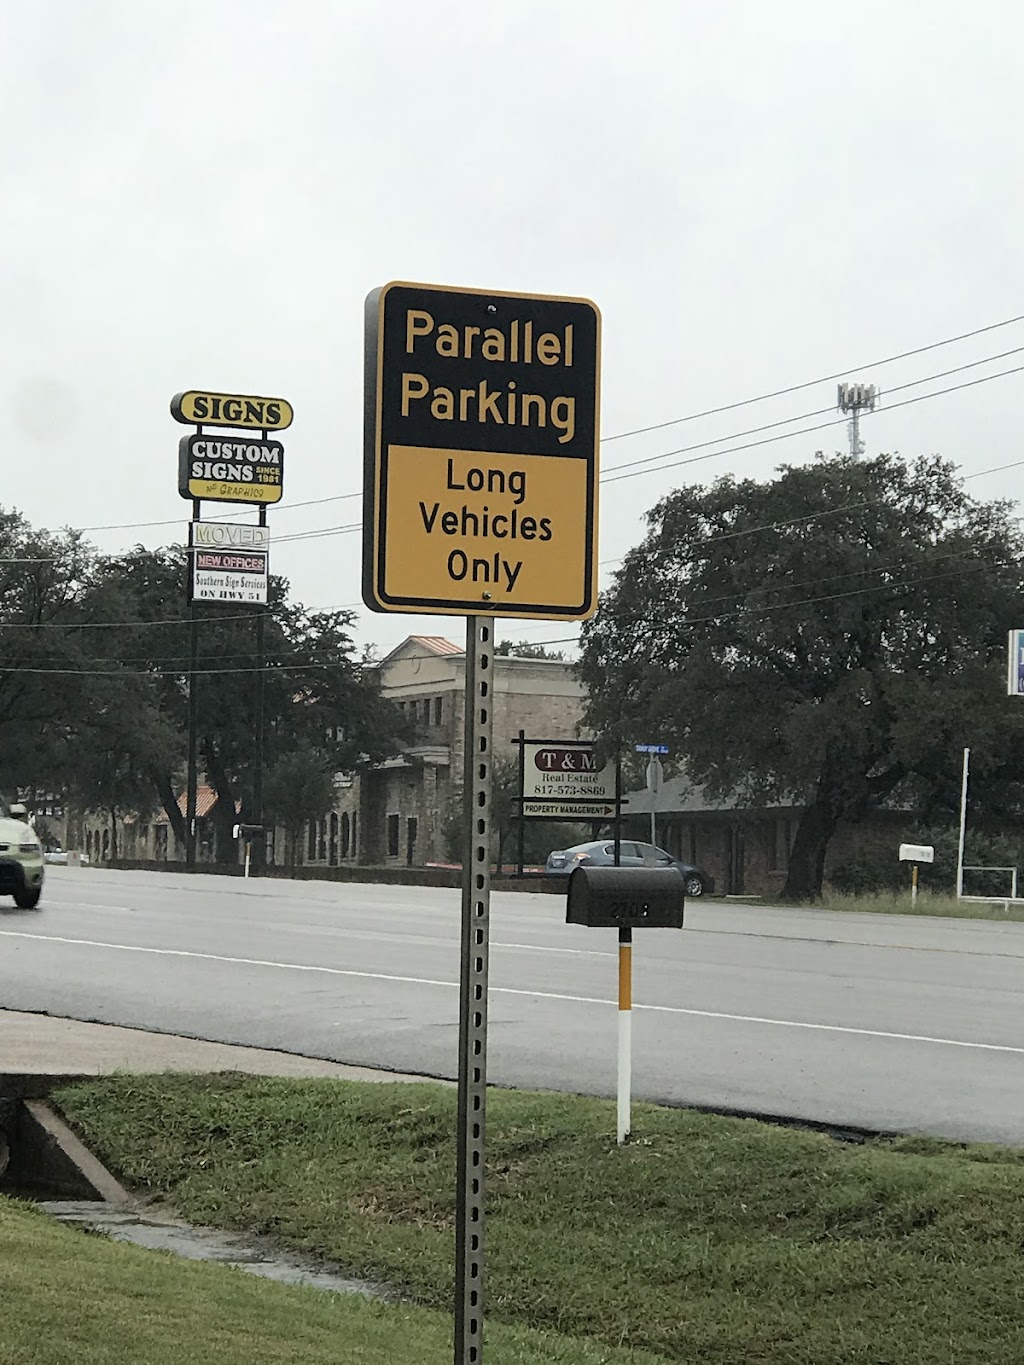 Parallel
Parking
Long
Vehicles
Only
SIGNS
CUSTOM
SIGNS
SINCE
1981
MOVED
NEW OFFICES
Southern Sign Services
ON HWY 51
T & M
Real Estate
817-573-8869
PROPERTY MANAGEMENT
2708